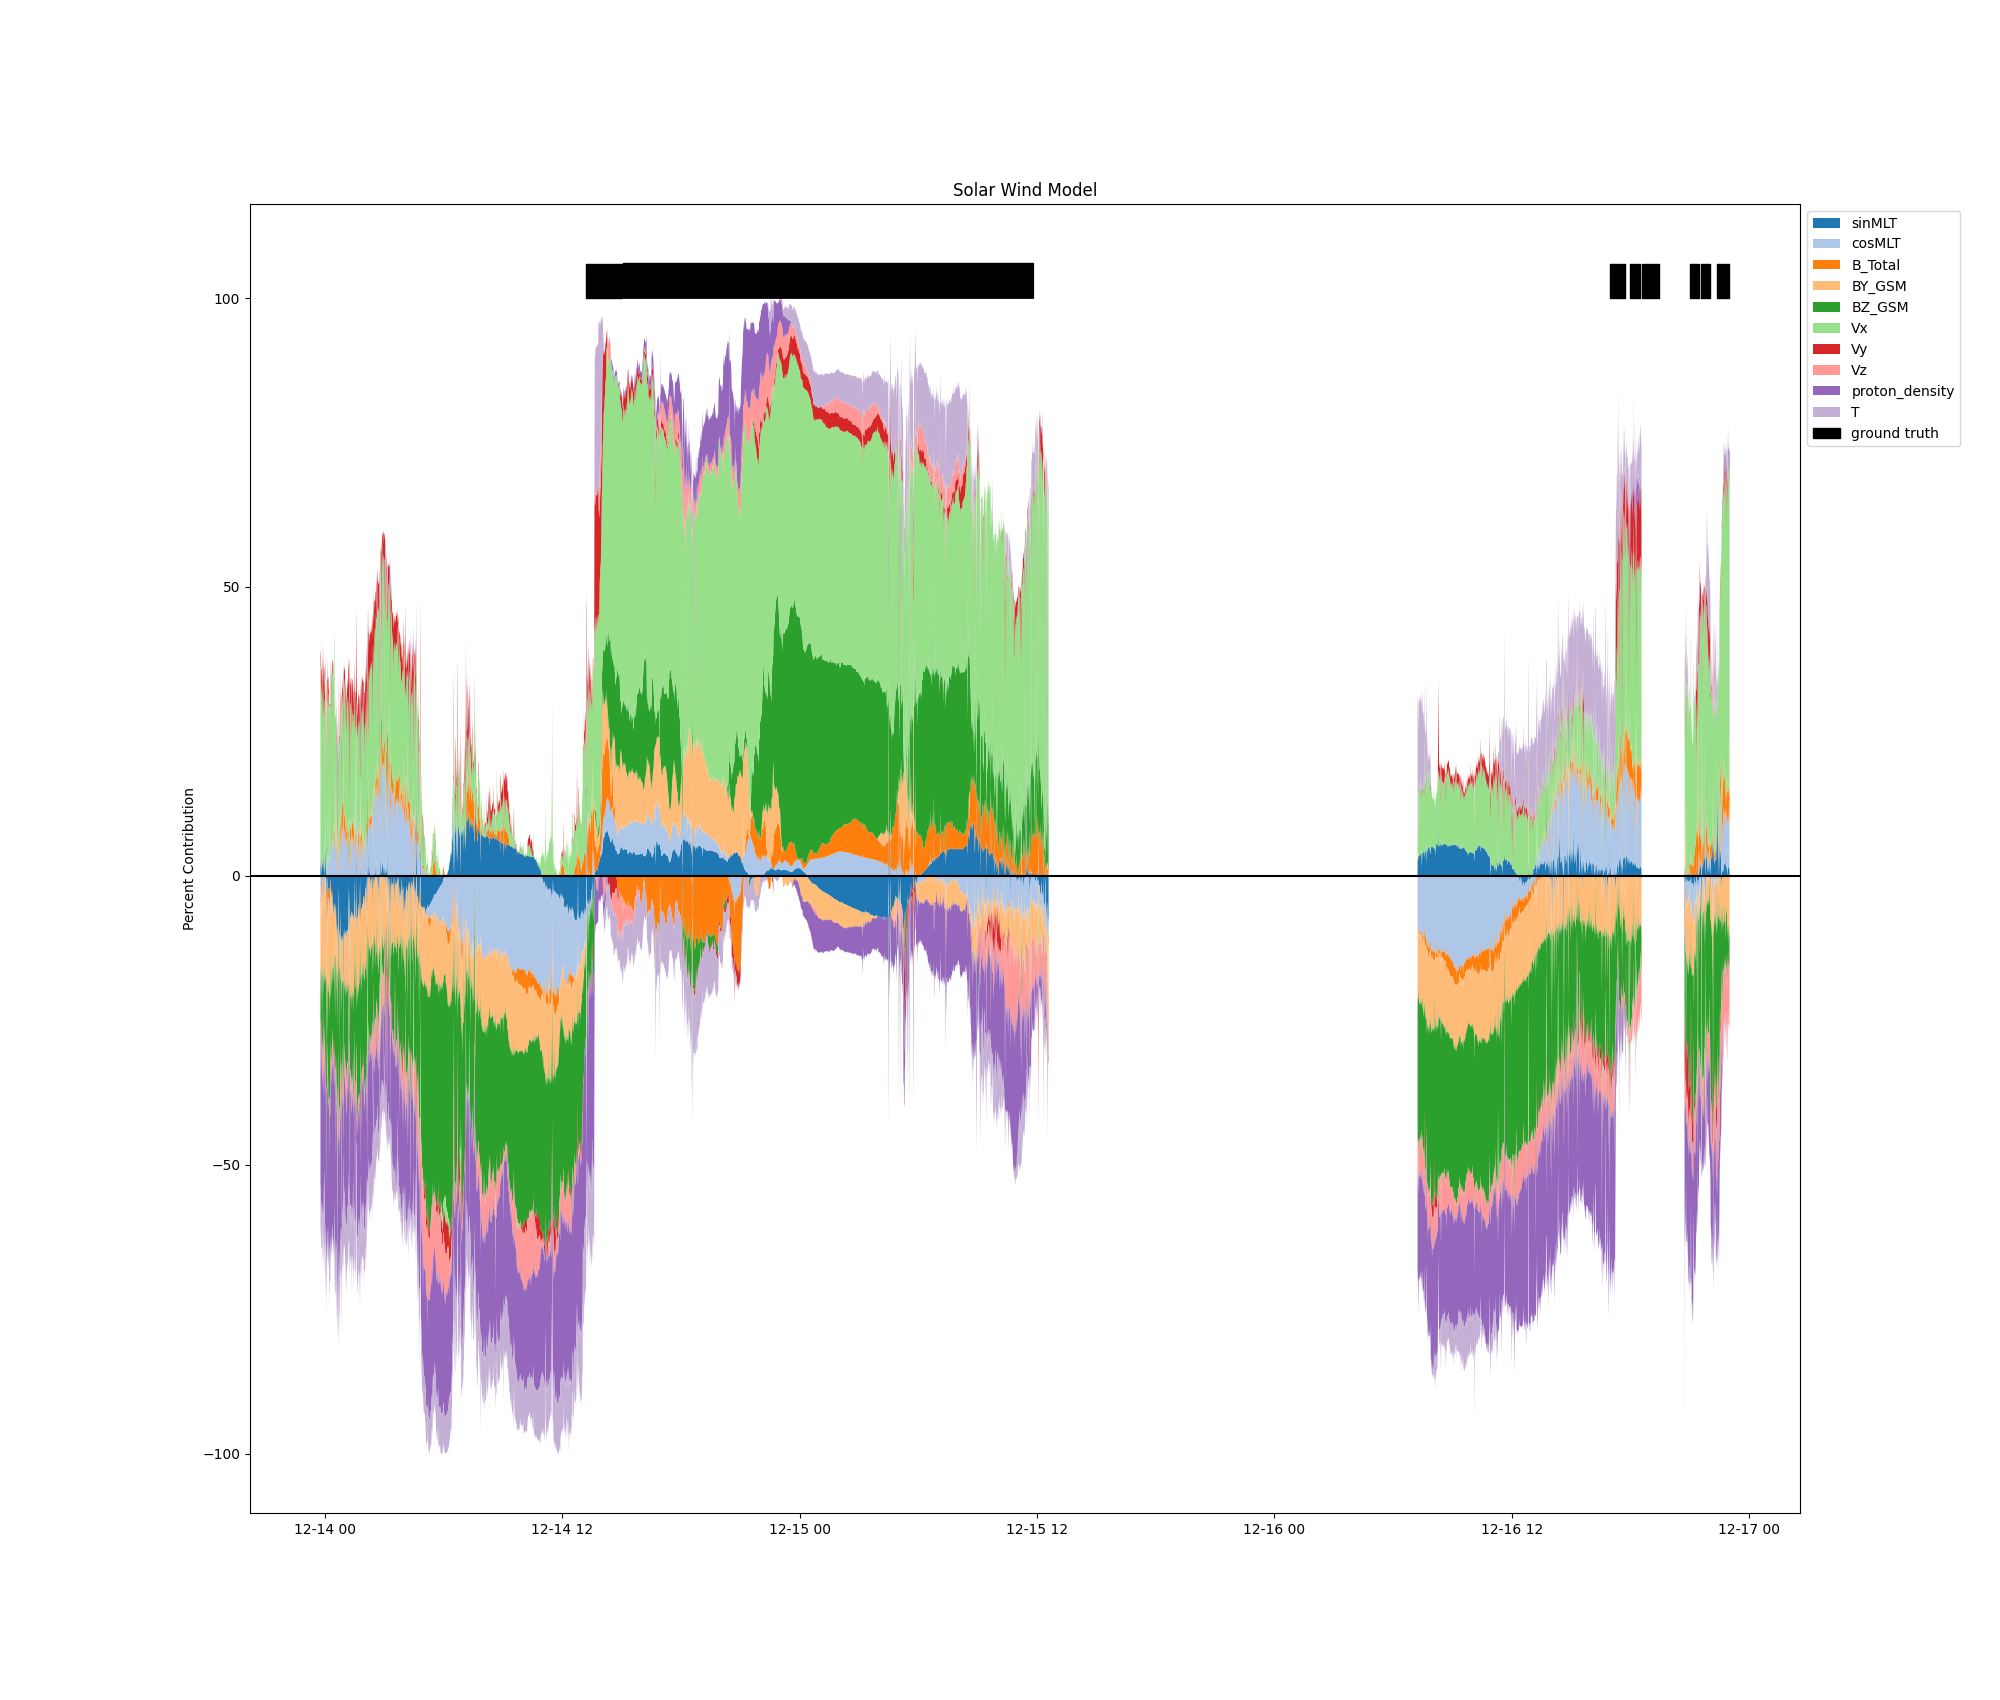 Solar Wind Model
sinMLT
cosMLT
B_Total
BY_GSM
BZ_GSM
Vx
Vy
Vz
proton_density
T
ground truth
Percent Contribution
100
50
0
−50
−100
12-14 00
12-14 12
12-15 00
12-15 12
12-16 00
12-16 12
12-17 00